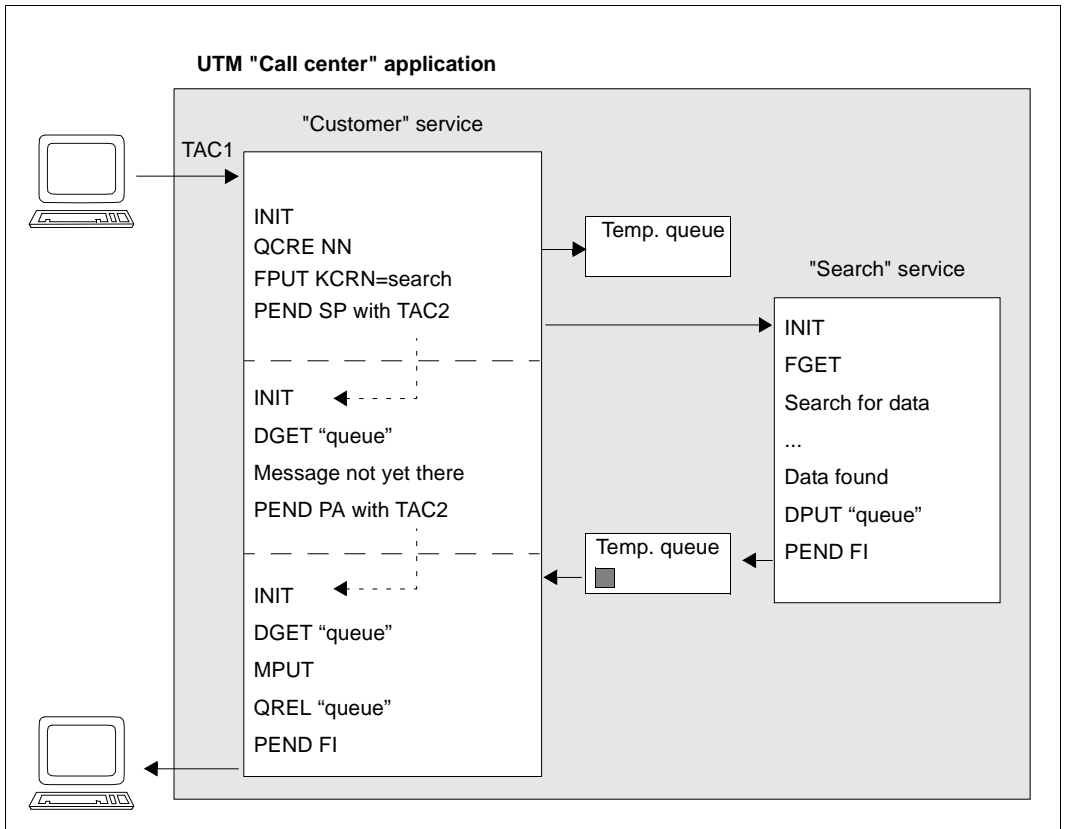 UTM "Call center" application
"Customer" service
TAC1
INIT
QCRE NN
FPUT KCRN=search
PEND SP with TAC2
Temp. queue
"Search" service
INIT
FGET
Search for data
...
Data found
DPUT “queue”
PEND FI
INIT
DGET “queue”
Message not yet there
PEND PA with TAC2
Temp. queue
INIT
DGET “queue”
MPUT
QREL “queue”
PEND FI